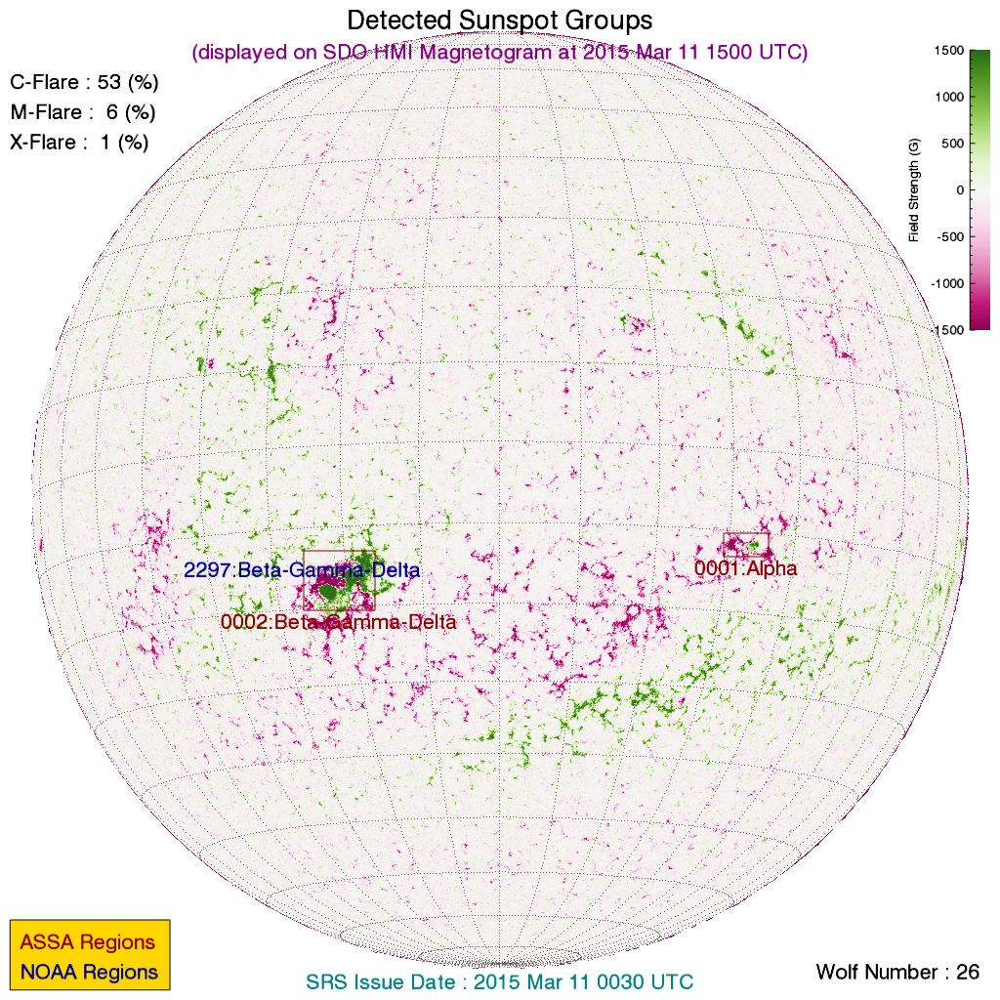 Detected Sunspot Groups
(displayed on SDO HMI Magnetogram at 2015 Mar 11 1500 UTC)
C-Flare : 53 (%)
M-Flare : 6 (%)
X-Flare : 1 (%)
1500
1000
500
0
-500
-1000
-1500
Field Strength (G)
2297:Beta-Gamma-Delta
0001:Alpha
0002:Beta-Gamma-Delta
ASSA Regions
NOAA Regions
SRS Issue Date : 2015 Mar 11 0030 UTC
Wolf Number : 26